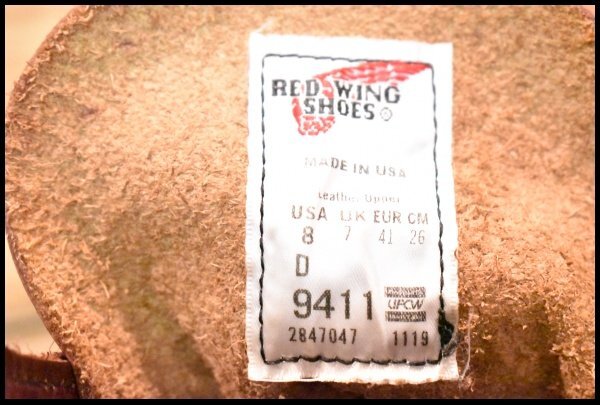 RED WING
SHOES ®
MADE IN USA
Leather Upper
USA UK EUR CM
8 7 41 26
D
9411 UFCW
2847047 1119